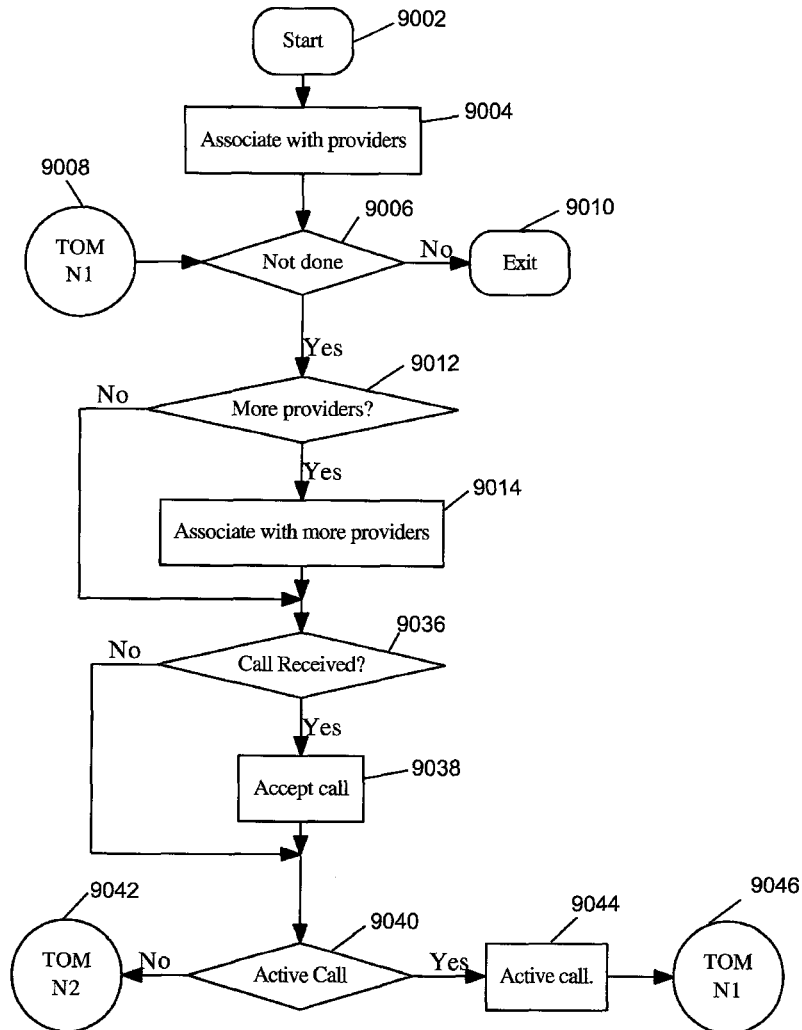 Start
9002
Associate with providers
9004
9008
TOM
N1
9006
Not done
No
9010
Exit
Yes
9012
No
More providers?
Yes
9014
Associate with more providers
9036
No
Call Received?
Yes
9038
Accept call
9042
TOM
N2
No
9040
Active Call
Yes
9044
Active call.
9046
TOM
N1